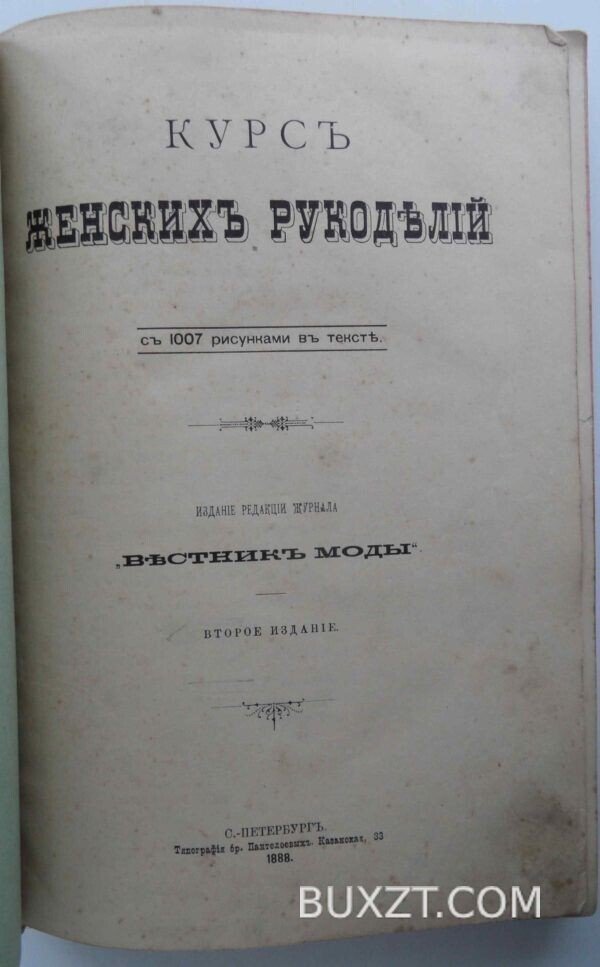 КУРСЪ
ЖЕНСКИХЪ РУКОДѢЛІЙ
съ 1007 рисунками въ текстѣ.
ИЗДАНІЕ РЕДАКЦІИ ЖУРНАЛА
„ВѢСТНИКЪ МОДЫ“.
ВТОРОЕ ИЗДАНІЕ.
С.-ПЕТЕРБУРГЪ.
Типографія бр. Пантелеевыхъ. Казанская, 33
1888.
BUXZT.COM